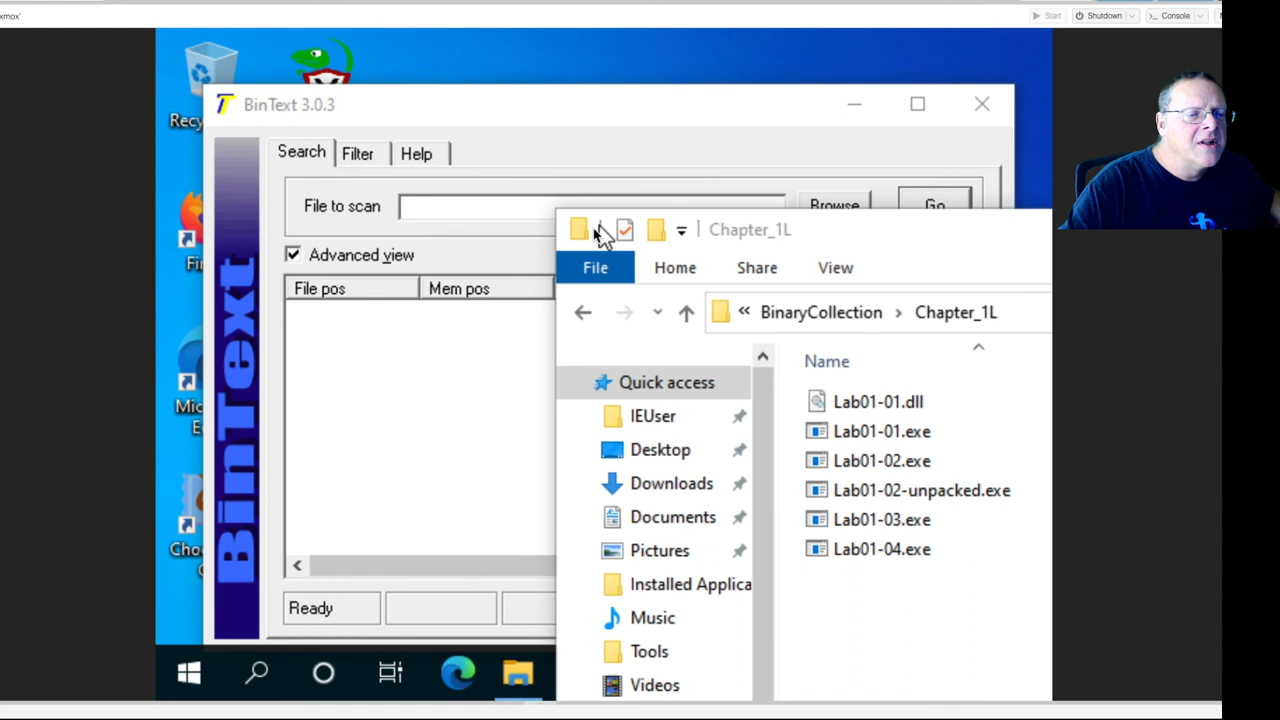 xmox'
Start
Shutdown
Console
BinText 3.0.3
Search
Filter
Help
File to scan
Browse
Go
Advanced view
File pos
Mem pos
BinText
Ready
Chapter_1L
File
Home
Share
View
« BinaryCollection › Chapter_1L
Name
Quick access
IEUser
Desktop
Downloads
Documents
Pictures
Installed Applica
Music
Tools
Videos
Lab01-01.dll
Lab01-01.exe
Lab01-02.exe
Lab01-02-unpacked.exe
Lab01-03.exe
Lab01-04.exe
Recy
Fir
Mic
E
Cho